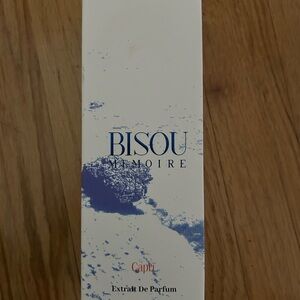 BISOU
MEMOIRE
Capri
Extrait De Parfum